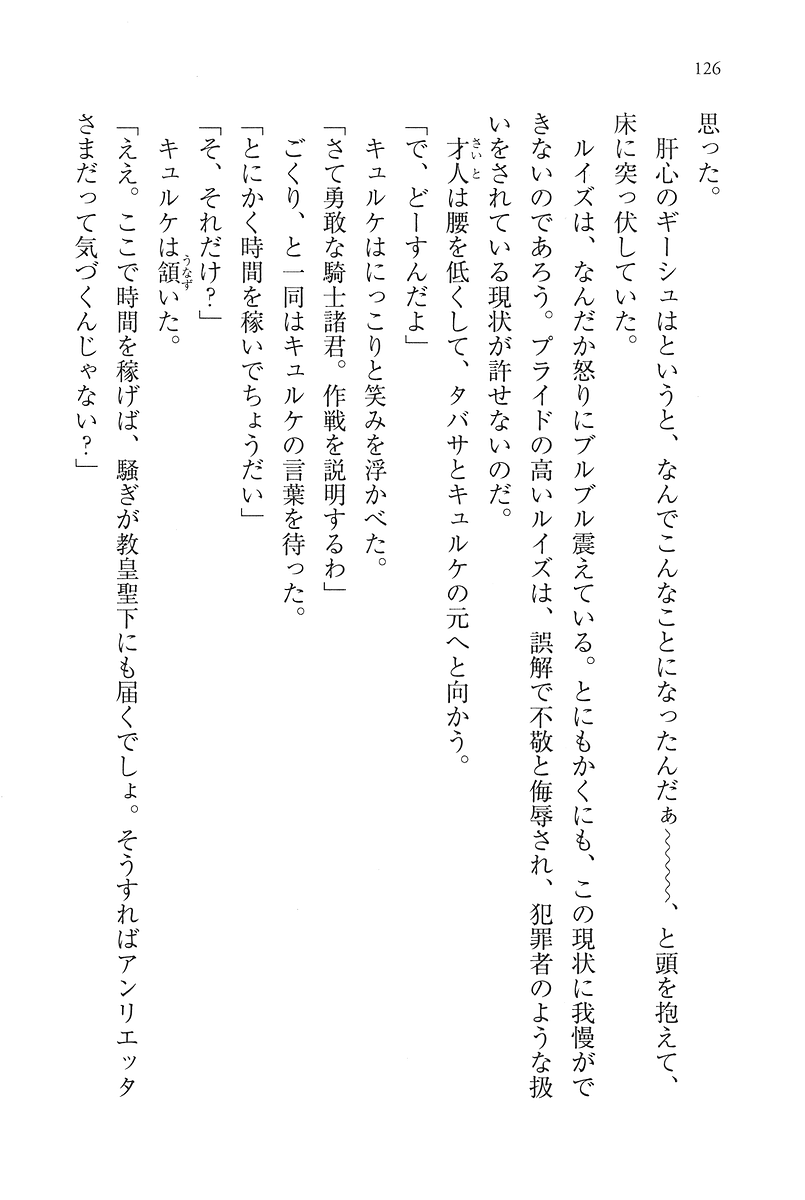 126
思った。
肝心のギーシュはというと、なんでこんなことになったんだぁ〜〜〜〜、と頭を抱えて、
床に突っ伏していた。
ルイズは、なんだか怒りにブルブル震えている。とにもかくにも、この現状に我慢がで
きないのであろう。プライドの高いルイズは、誤解で不敬と侮辱され、犯罪者のような扱
いをされている現状が許せないのだ。
才人は腰を低くして、タバサとキュルケの元へと向かう。
「で、どーすんだよ」
キュルケはにっこりと笑みを浮かべた。
「さて勇敢な騎士諸君。作戦を説明するわ」
ごくり、と一同はキュルケの言葉を待った。
「とにかく時間を稼いでちょうだい」
「そ、それだけ？」
キュルケは頷いた。
「ええ。ここで時間を稼げば、騒ぎが教皇聖下にも届くでしょ。そうすればアンリエッタ
さまだって気づくんじゃない？」
さいと
うなず